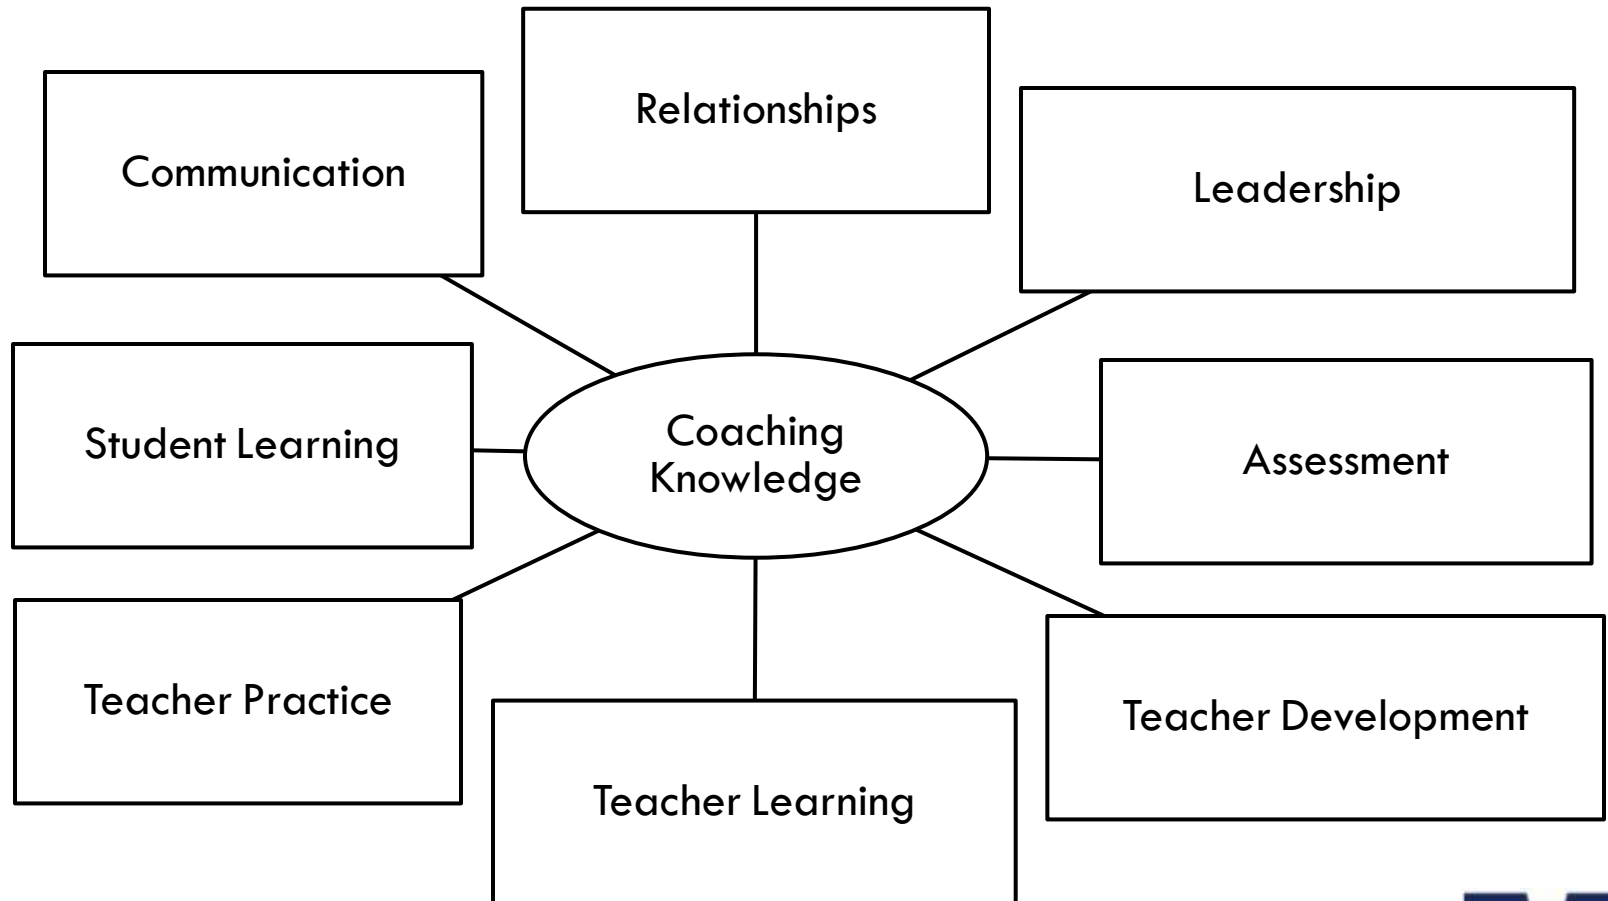 Relationships
Communication
Leadership
Student Learning
Coaching
Knowledge
Assessment
Teacher Practice
Teacher Development
Teacher Learning